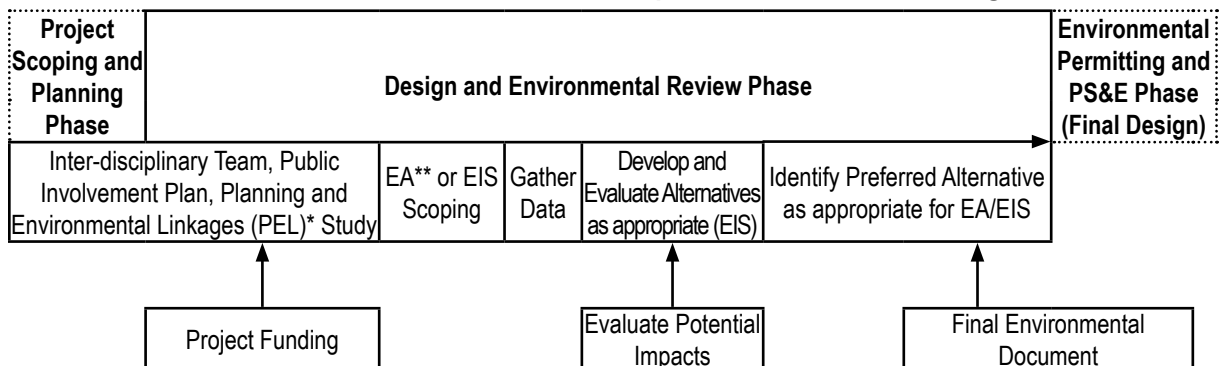 Project
Scoping and
Planning
Phase
Design and Environmental Review Phase
Environmental
Permitting and
PS&E Phase
(Final Design)
Inter-disciplinary Team, Public
Involvement Plan, Planning and
Environmental Linkages (PEL)* Study
EA** or EIS
Scoping
Gather
Data
Develop and
Evaluate Alternatives
as appropriate (EIS)
Identify Preferred Alternative
as appropriate for EA/EIS
Project Funding
Evaluate Potential
Impacts
Final Environmental
Document